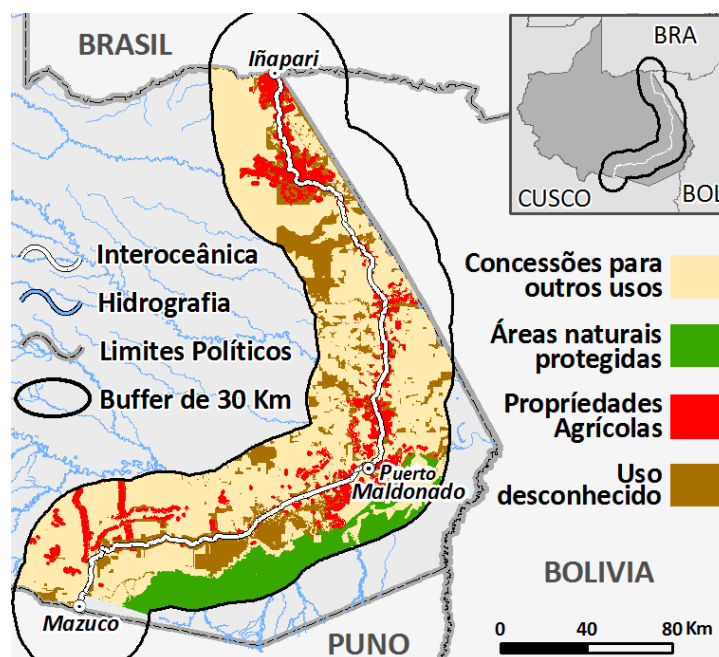 BRASIL
Iñapari
BRA
CUSCO
BOL
Interoceânica
Hidrografia
Limites Políticos
Buffer de 30 Km
Concessões para
outros usos
Áreas naturais
protegidas
Propríedades
Agrícolas
Uso
desconhecido
Puerto
Maldonado
Mazuco
PUNO
BOLIVIA
0 40 80 Km